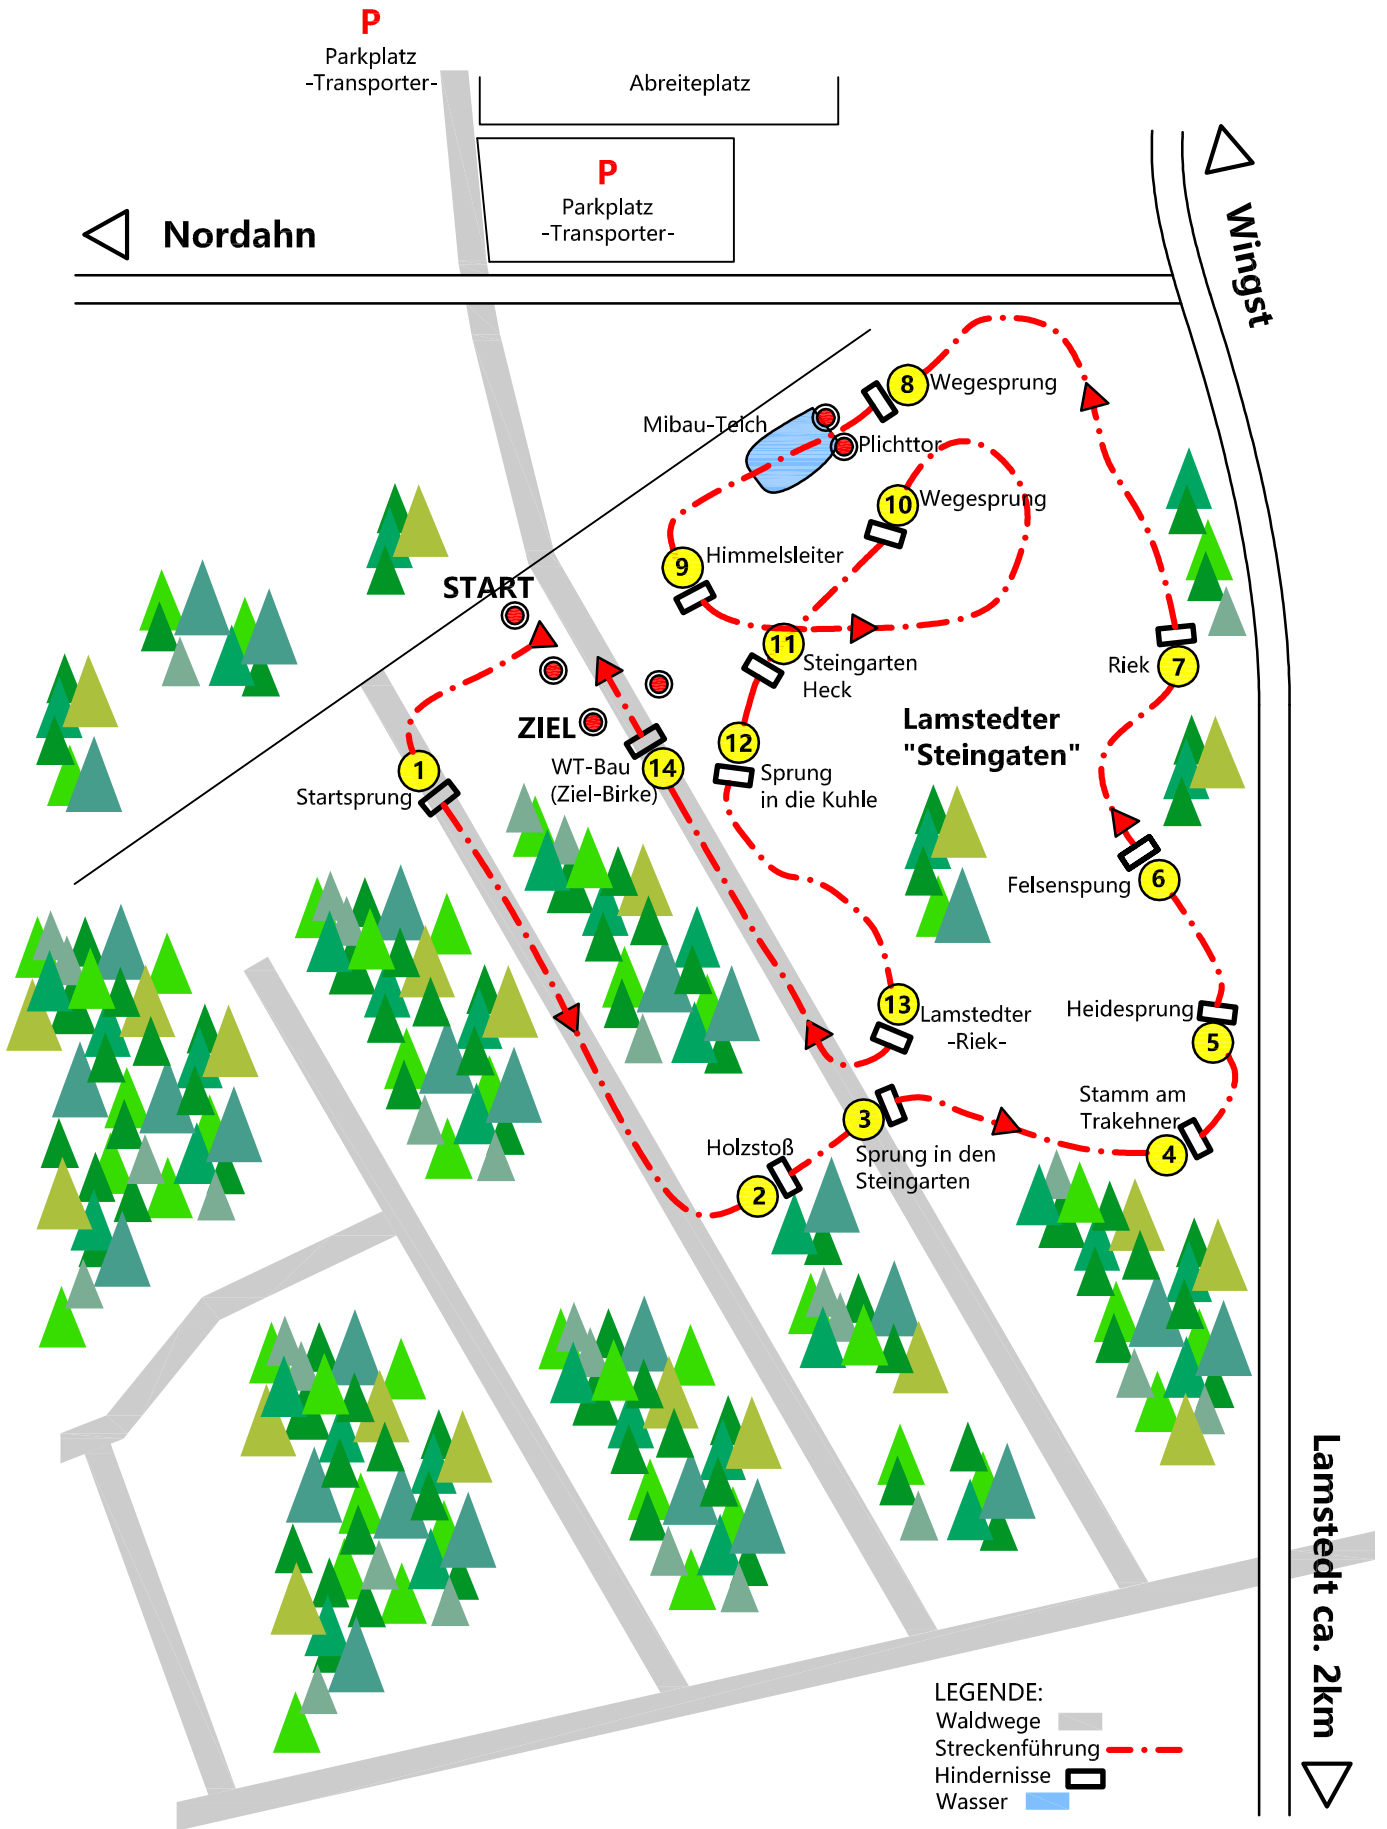 P
Parkplatz
-Transporter-
Abreiteplatz
P
Parkplatz
-Transporter-
Nordahn
Wingst
8
Wegesprung
Mibau-Teich
Plichttor
10
Wegesprung
9
Himmelsleiter
START
11
Steingarten
Heck
Riek
7
Lamstedter
"Steingaten"
ZIEL
12
1
Startsprung
WT-Bau
(Ziel-Birke)
14
Sprung
in die Kuhle
Felsenspung
6
13
Lamstedter
-Riek-
Heidesprung
5
Stamm am
Trakehner
4
3
Sprung in den
Steingarten
Holzstoß
2
Lamstedt ca. 2km
LEGENDE:
Waldwege
Streckenführung
Hindernisse
Wasser